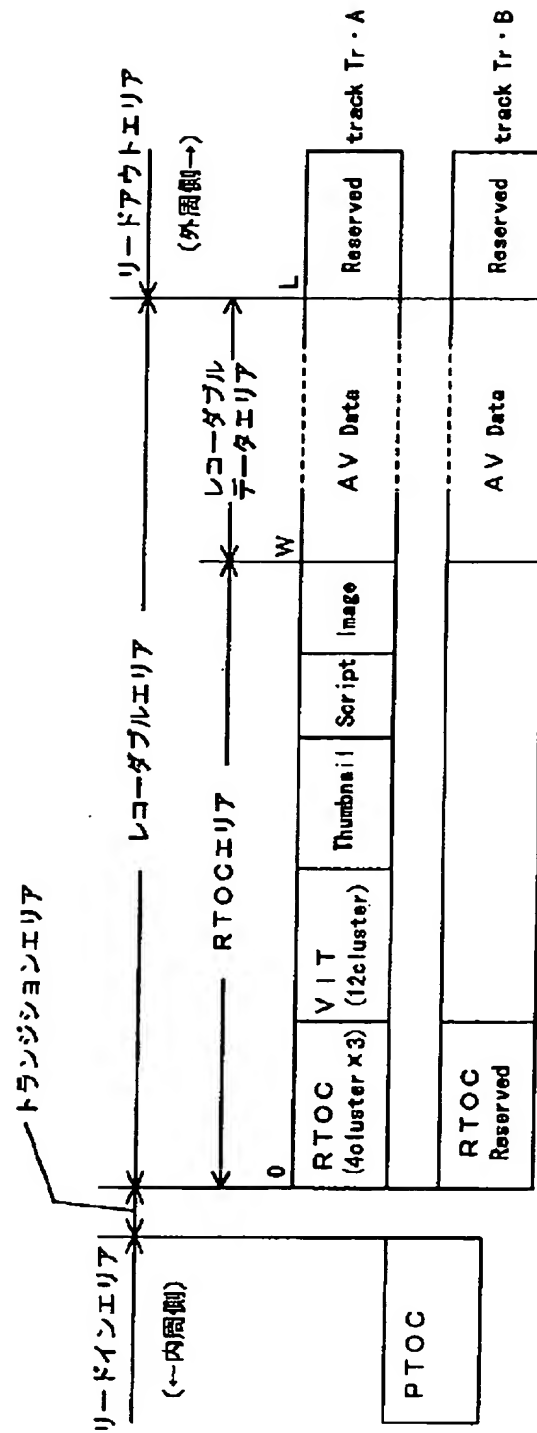 トランジションエリア
リードインエリア
レコーダブルエリア
リードアウトエリア
(←内周側)
(外周側→)
RTOCエリア
レコーダブル
データエリア
0
W
L
PTOC
RTOC
(4cluster×3)
VIT
(12cluster)
Thumbnail
Script
Image
AV Data
Reserved
track Tr・A
RTOC
Reserved
AV Data
Reserved
track Tr・B